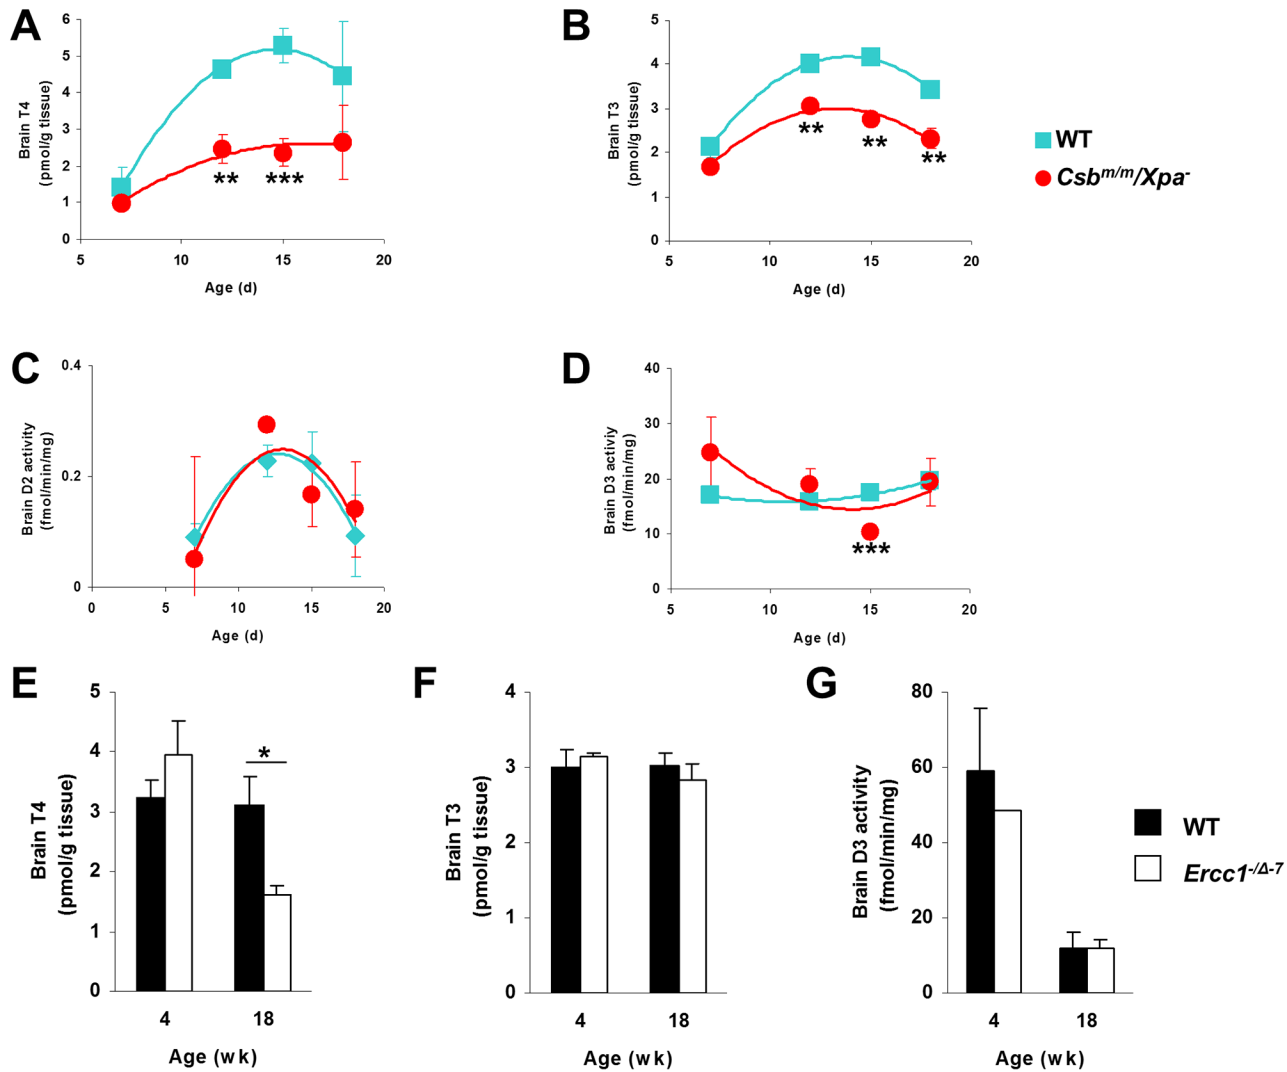 A
Brain T4
(pmol/g tissue)
6
5
4
3
2
1
0
5
10
15
20
**
***
Age (d)
B
Brain T3
(pmol/g tissue)
5
4
3
2
1
0
5
10
15
20
**
**
**
Age (d)
WT
Csb^m/m/Xpa^-
C
Brain D2 activity
(fmol/min/mg)
0.4
0.2
0
0
5
10
15
20
Age (d)
D
Brain D3 activiy
(fmol/min/mg)
40
30
20
10
0
5
10
15
20
***
Age (d)
E
Brain T4
(pmol/g tissue)
5
4
3
2
1
0
*
4
18
Age (wk)
F
Brain T3
(pmol/g tissue)
4
3
2
1
0
4
18
Age (wk)
G
Brain D3 activity
(fmol/min/mg)
80
60
40
20
0
4
18
Age (wk)
WT
Ercc1^-/Δ-7